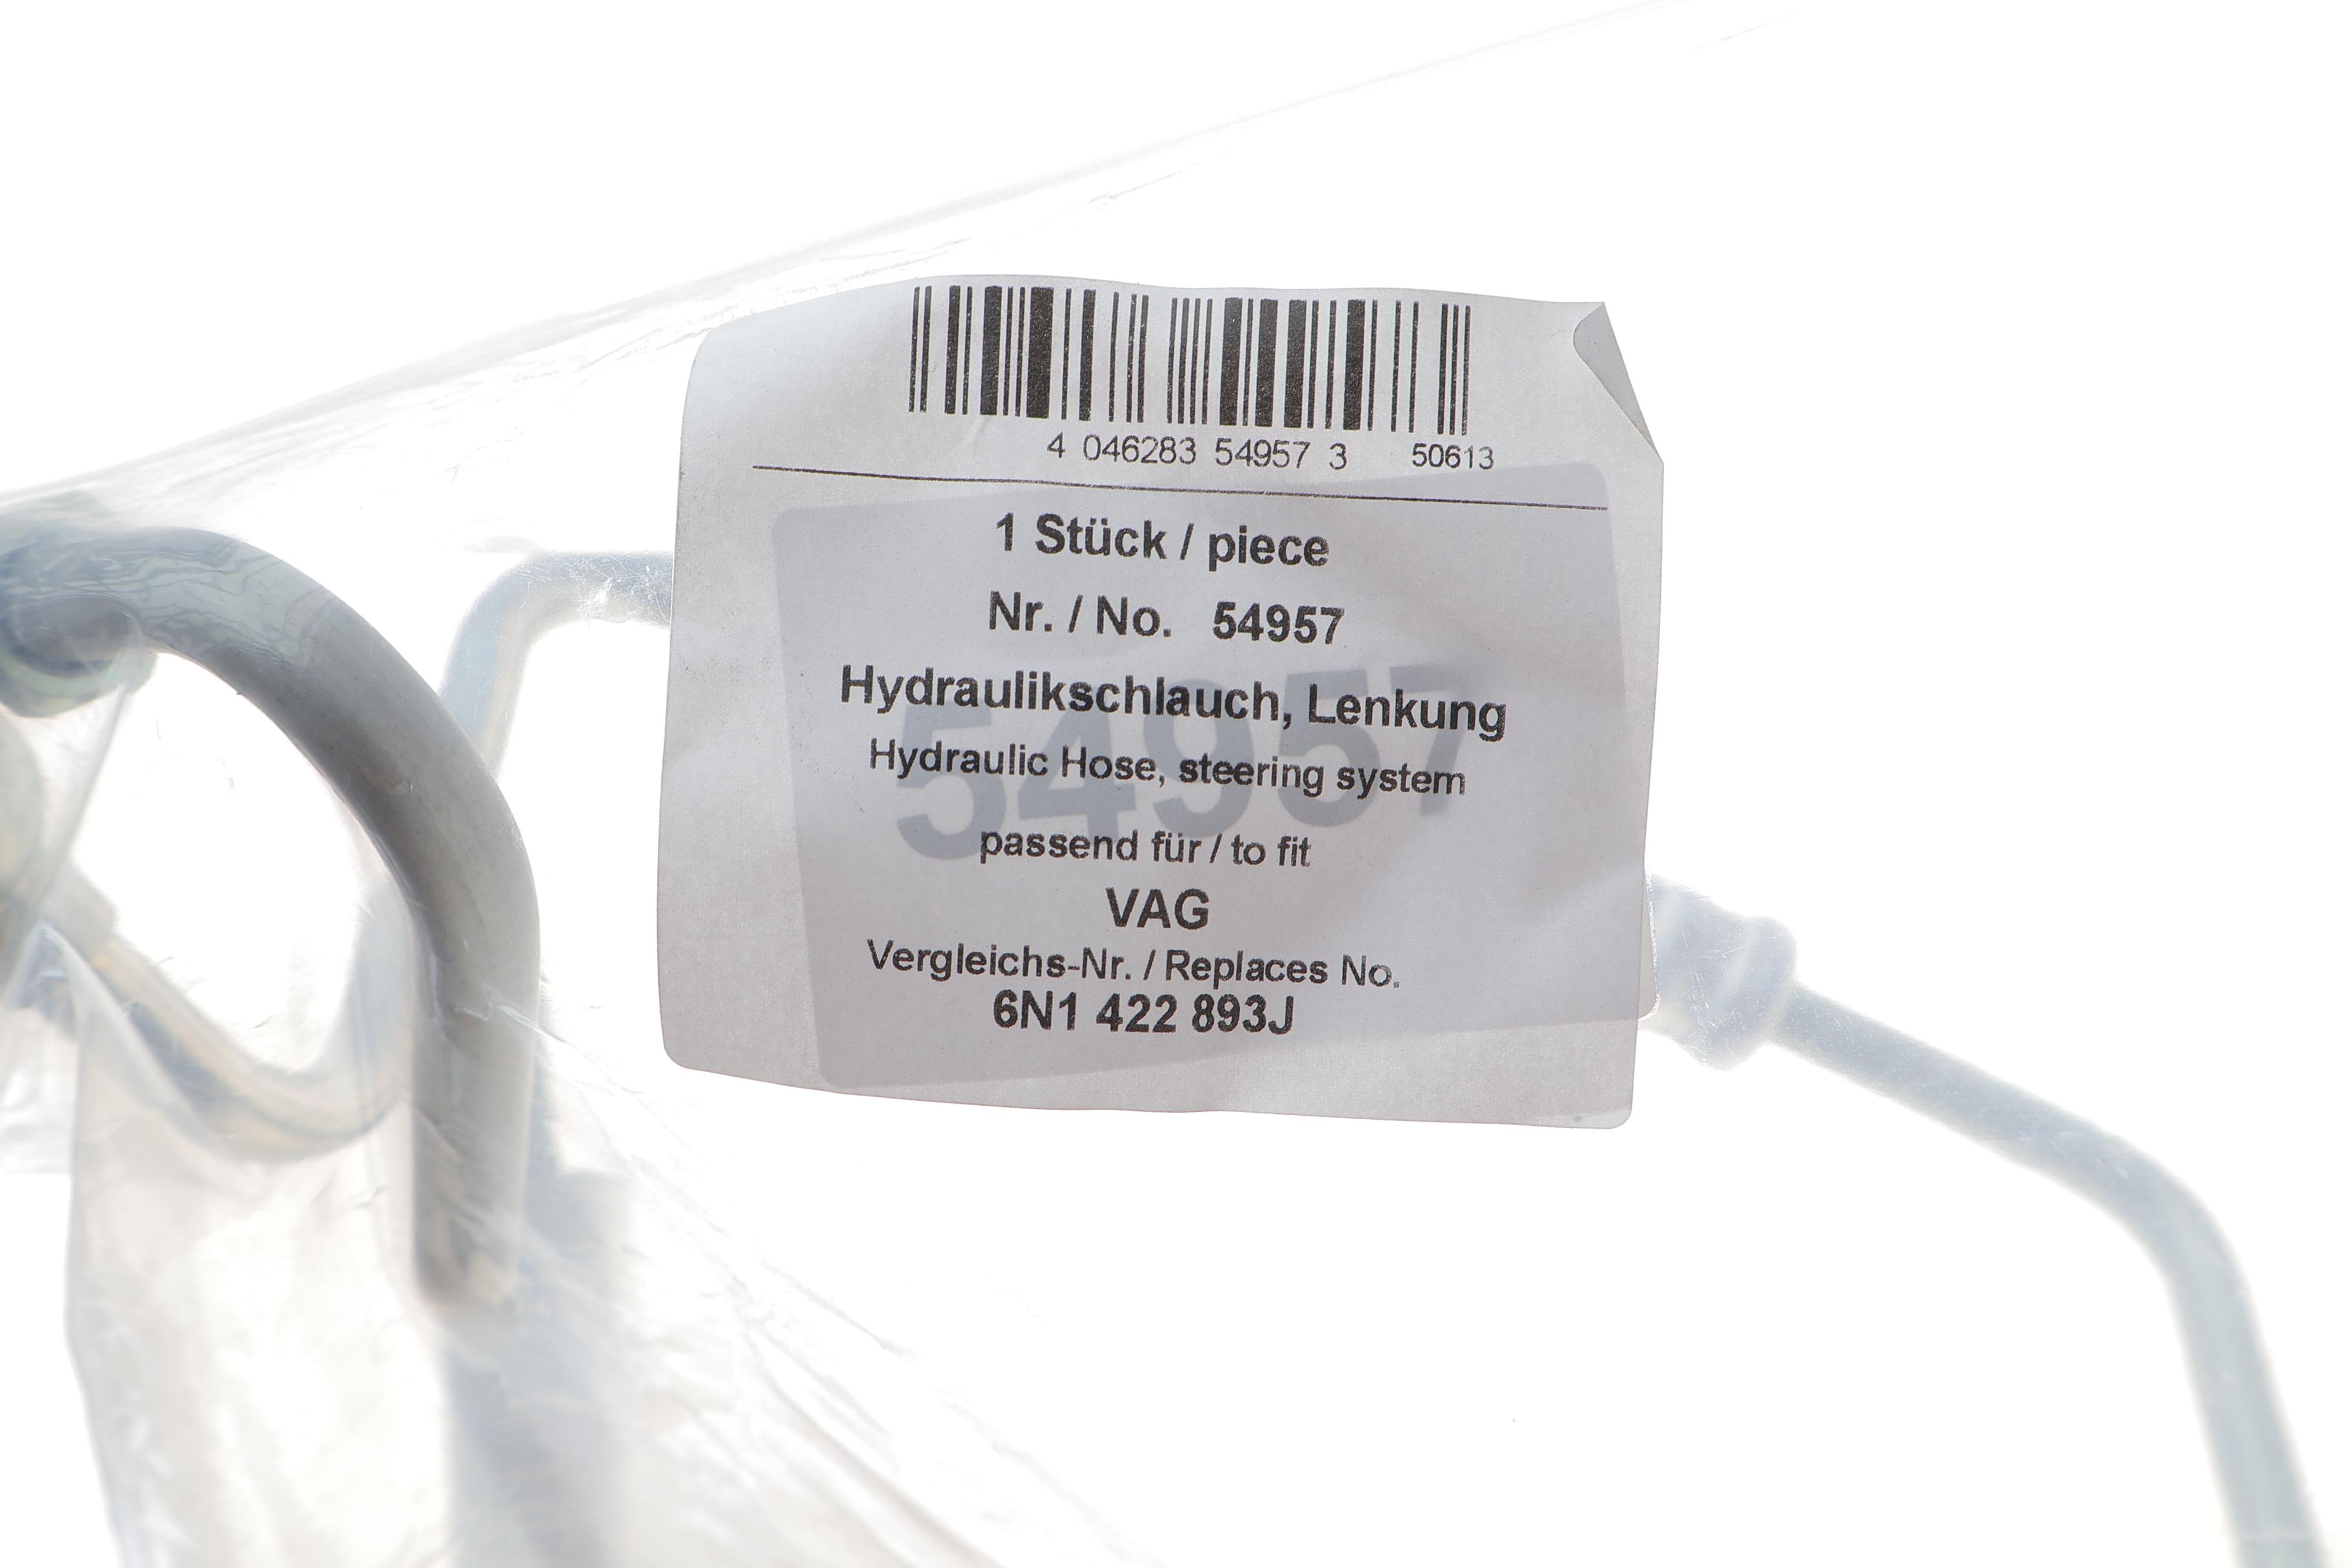 4 046283 54957 3 50613
1 Stück / piece
Nr. / No. 54957
Hydraulikschlauch, Lenkung
54957
Hydraulic Hose, steering system
passend für / to fit
VAG
Vergleichs-Nr. / Replaces No.
6N1 422 893J